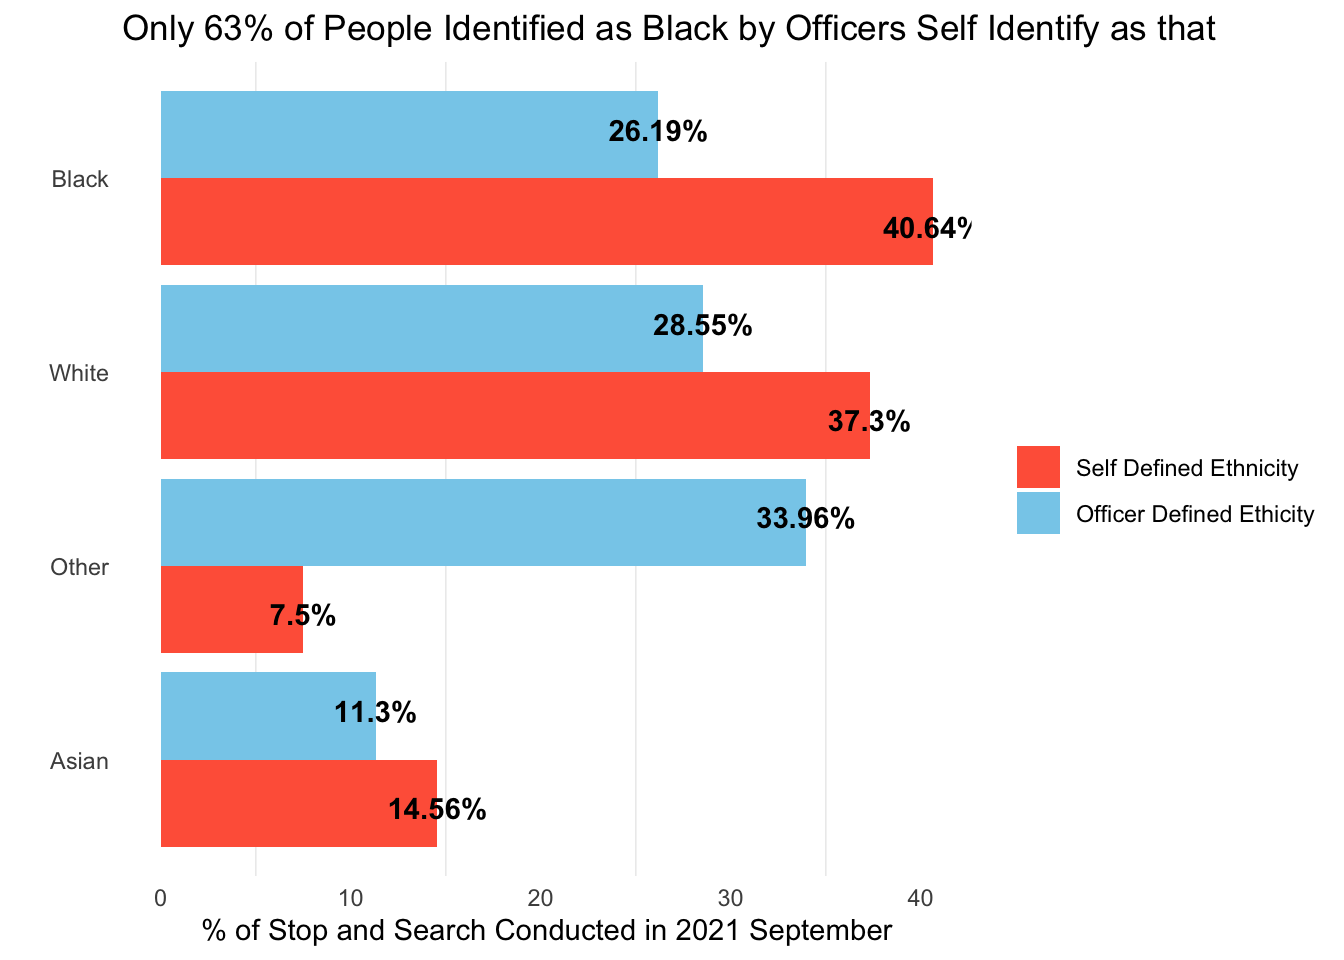 Only 63% of People Identified as Black by Officers Self Identify as that
26.19%
Black
40.64%
28.55%
White
37.3%
Self Defined Ethnicity
33.96%
Officer Defined Ethicity
Other
7.5%
11.3%
Asian
14.56%
0 10 20 30 40
% of Stop and Search Conducted in 2021 September